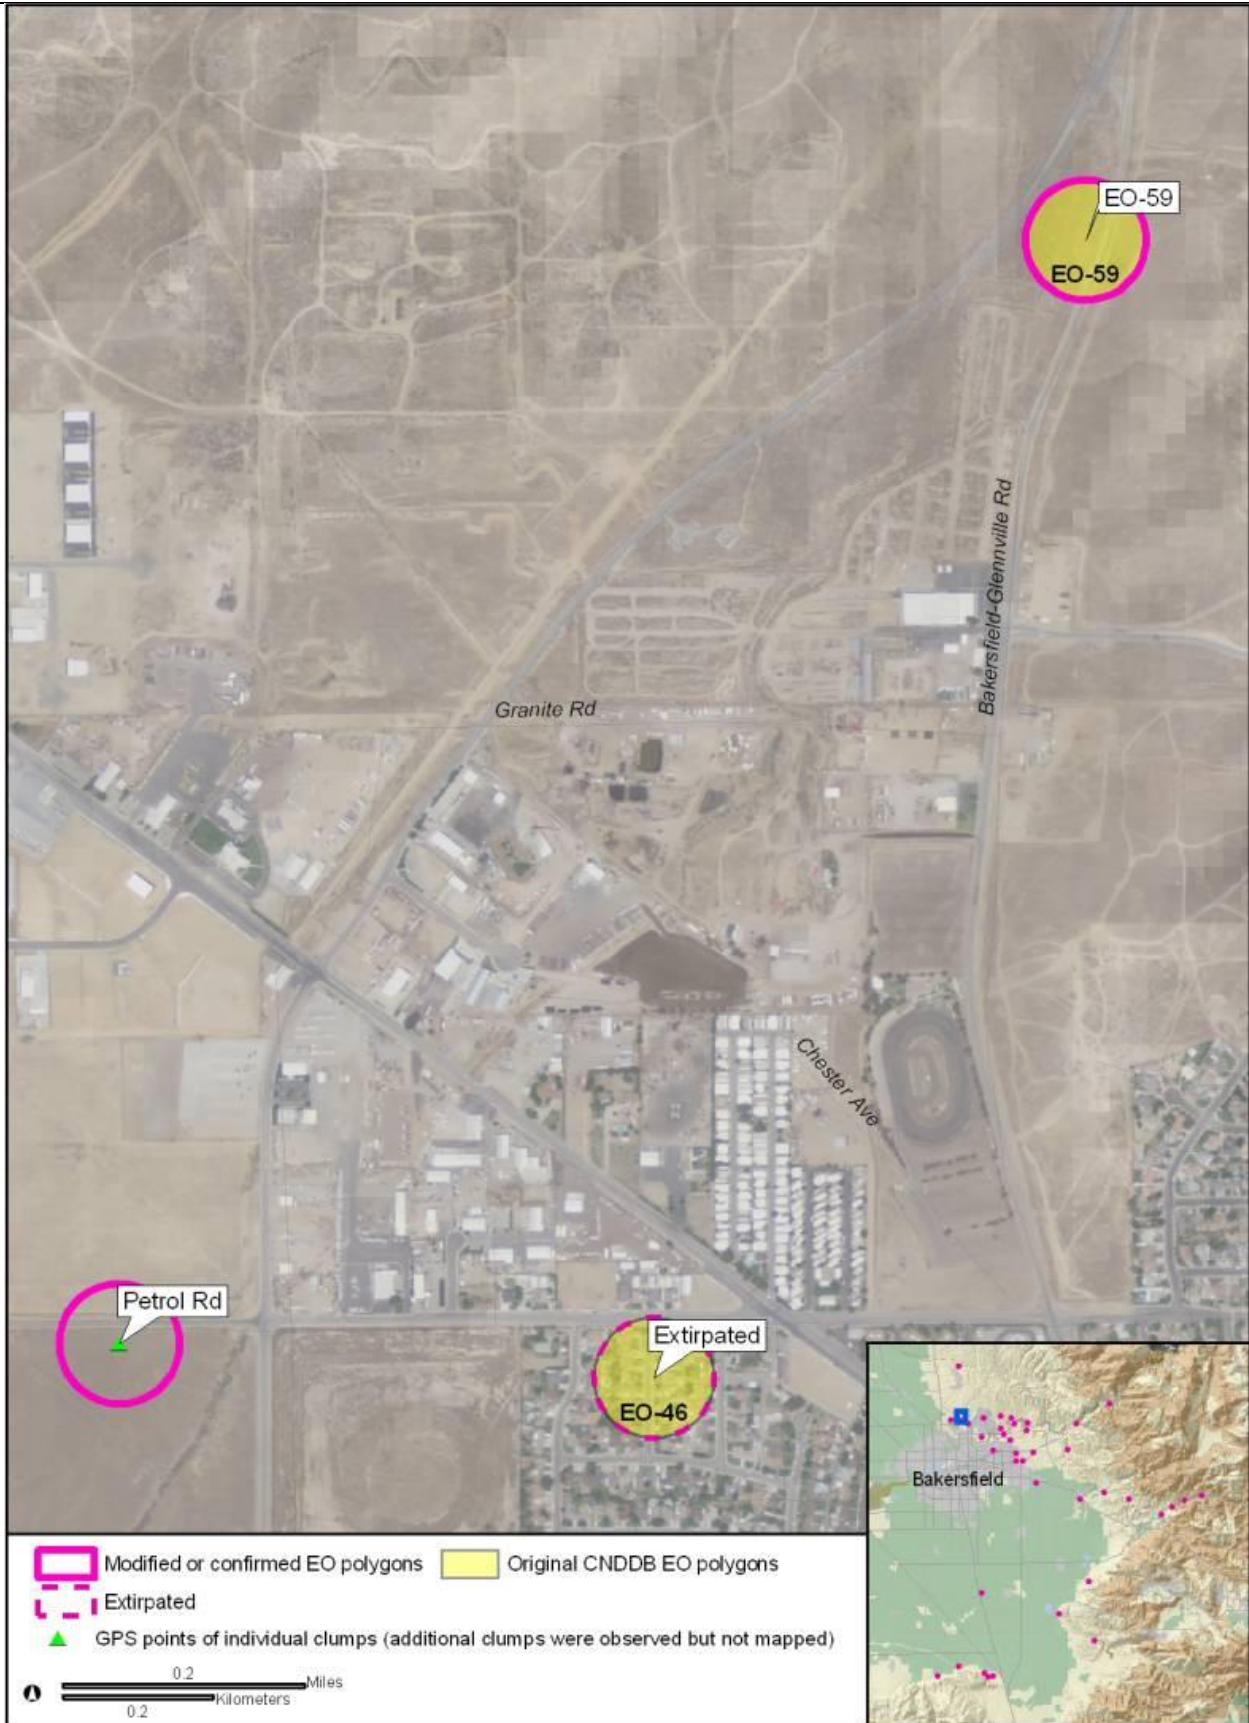 EO-59
EO-59
Bakersfield-Glennville Rd
Granite Rd
Chester Ave
Petrol Rd
Extirpated
EO-46
Bakersfield
Modified or confirmed EO polygons
Original CNDDB EO polygons
Extirpated
GPS points of individual clumps (additional clumps were observed but not mapped)
0.2
Miles
Kilometers
0.2